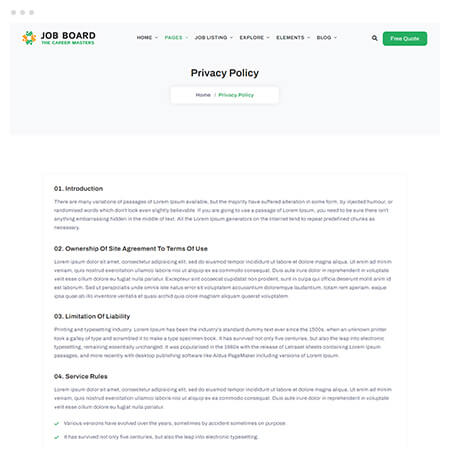 JOB BOARD
THE CAREER MASTERS
HOME PAGES JOB LISTING EXPLORE ELEMENTS BLOG
Free Quote
Privacy Policy
Home / Privacy Policy
01. Introduction
There are many variations of passages of Lorem Ipsum available, but the majority have suffered alteration in some form, by injected humour, or
randomised words which don't look even slightly believable. If you are going to use a passage of Lorem Ipsum, you need to be sure there isn't
anything embarrassing hidden in the middle of text. All the Lorem Ipsum generators on the Internet tend to repeat predefined chunks as
necessary.
02. Ownership Of Site Agreement To Terms Of Use
Lorem ipsum dolor sit amet, consectetur adipiscing elit, sed do eiusmod tempor incididunt ut labore et dolore magna aliqua. Ut enim ad minim
veniam, quis nostrud exercitation ullamco laboris nisi ut aliquip ex ea commodo consequat. Duis aute irure dolor in reprehenderit in voluptate
velit esse cillum dolore eu fugiat nulla pariatur. Excepteur sint occaecat cupidatat non proident, sunt in culpa qui officia deserunt mollit anim id
est laborum. Sed ut perspiciatis unde omnis iste natus error sit voluptatem accusantium doloremque laudantium, totam rem aperiam, eaque
ipsa quae ab illo inventore veritatis et quasi architecto beatae vitae dicta sunt explicabo nemo enim ipsam voluptatem quia voluptas.
03. Limitation Of Liability
Printing and typesetting industry. Lorem Ipsum has been the industry's standard dummy text ever since the 1500s, when an unknown printer
took a galley of type and scrambled it to make a type specimen book. It has survived not only five centuries, but also the leap into electronic
typesetting, remaining essentially unchanged. It was popularised in the 1960s with the release of Letraset sheets containing Lorem Ipsum
passages, and more recently with desktop publishing software like Aldus PageMaker including versions of Lorem Ipsum.
04. Service Rules
Lorem ipsum dolor sit amet, consectetur adipiscing elit, sed do eiusmod tempor incididunt ut labore et dolore magna aliqua. Ut enim ad minim
veniam, quis nostrud exercitation ullamco laboris nisi ut aliquip ex ea commodo consequat. Duis aute irure dolor in reprehenderit in voluptate
velit esse cillum dolore eu fugiat nulla pariatur.
Various versions have evolved over the years, sometimes by accident sometimes on purpose
It has survived not only five centuries, but also the leap into electronic typesetting.